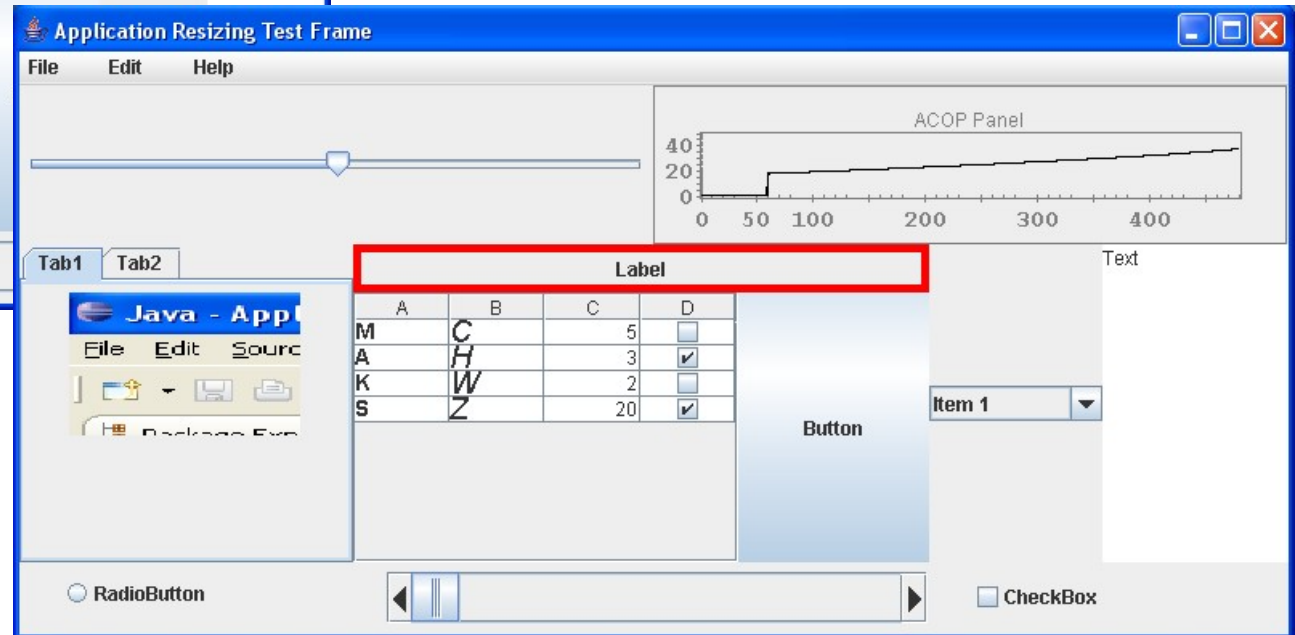 Application Resizing Test Frame
File Edit Help
ACOP Panel
40
20
0
0 50 100 200 300 400
Tab1 Tab2
Label
Text
Java - Appl
File Edit Sourc
A B C D
M C 5
A H 3
K W 2
S Z 20
Item 1
Button
RadioButton
CheckBox